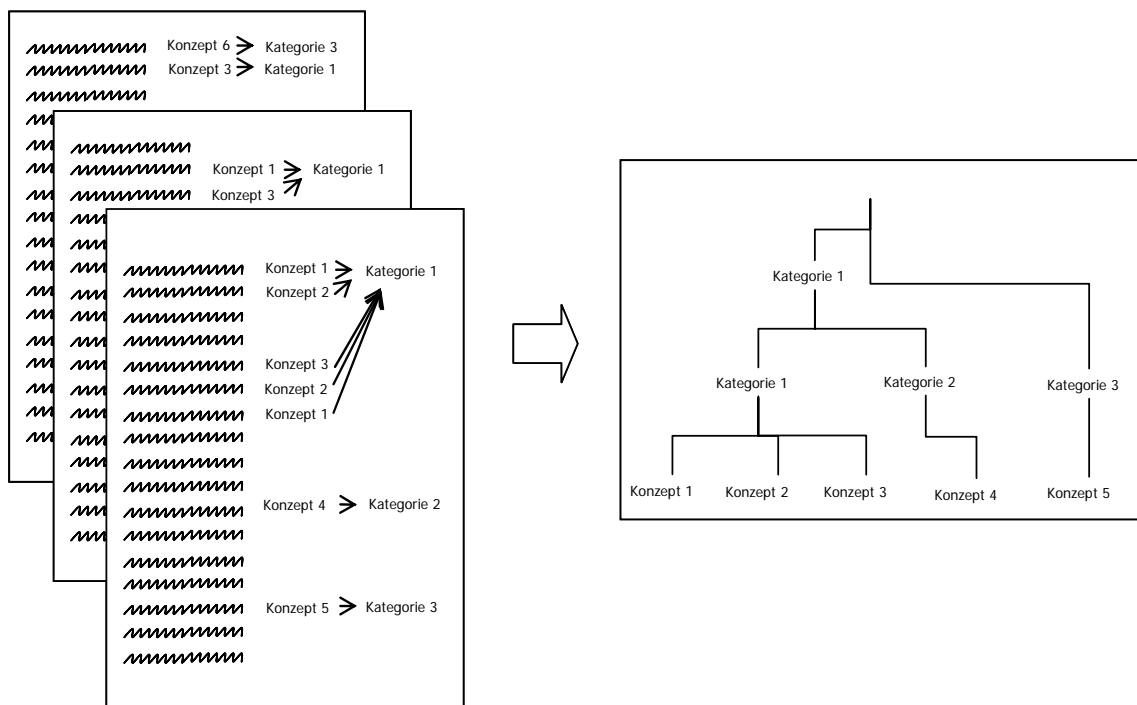 Konzept 6 Kategorie 3
Konzept 3 Kategorie 1
Konzept 1 Kategorie 1
Konzept 3
Konzept 1 Kategorie 1
Konzept 2
Konzept 3
Konzept 2
Konzept 1
Konzept 4 Kategorie 2
Konzept 5 Kategorie 3
Kategorie 1
Kategorie 1 Kategorie 2 Kategorie 3
Konzept 1 Konzept 2 Konzept 3 Konzept 4 Konzept 5